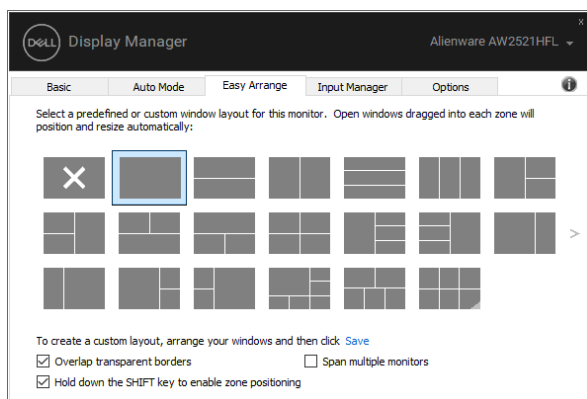 x
DELL Display Manager Alienware AW2521HFL
Basic Auto Mode Easy Arrange Input Manager Options
Select a predefined or custom window layout for this monitor. Open windows dragged into each zone will
position and resize automatically:
>
To create a custom layout, arrange your windows and then click Save
Overlap transparent borders Span multiple monitors
Hold down the SHIFT key to enable zone positioning